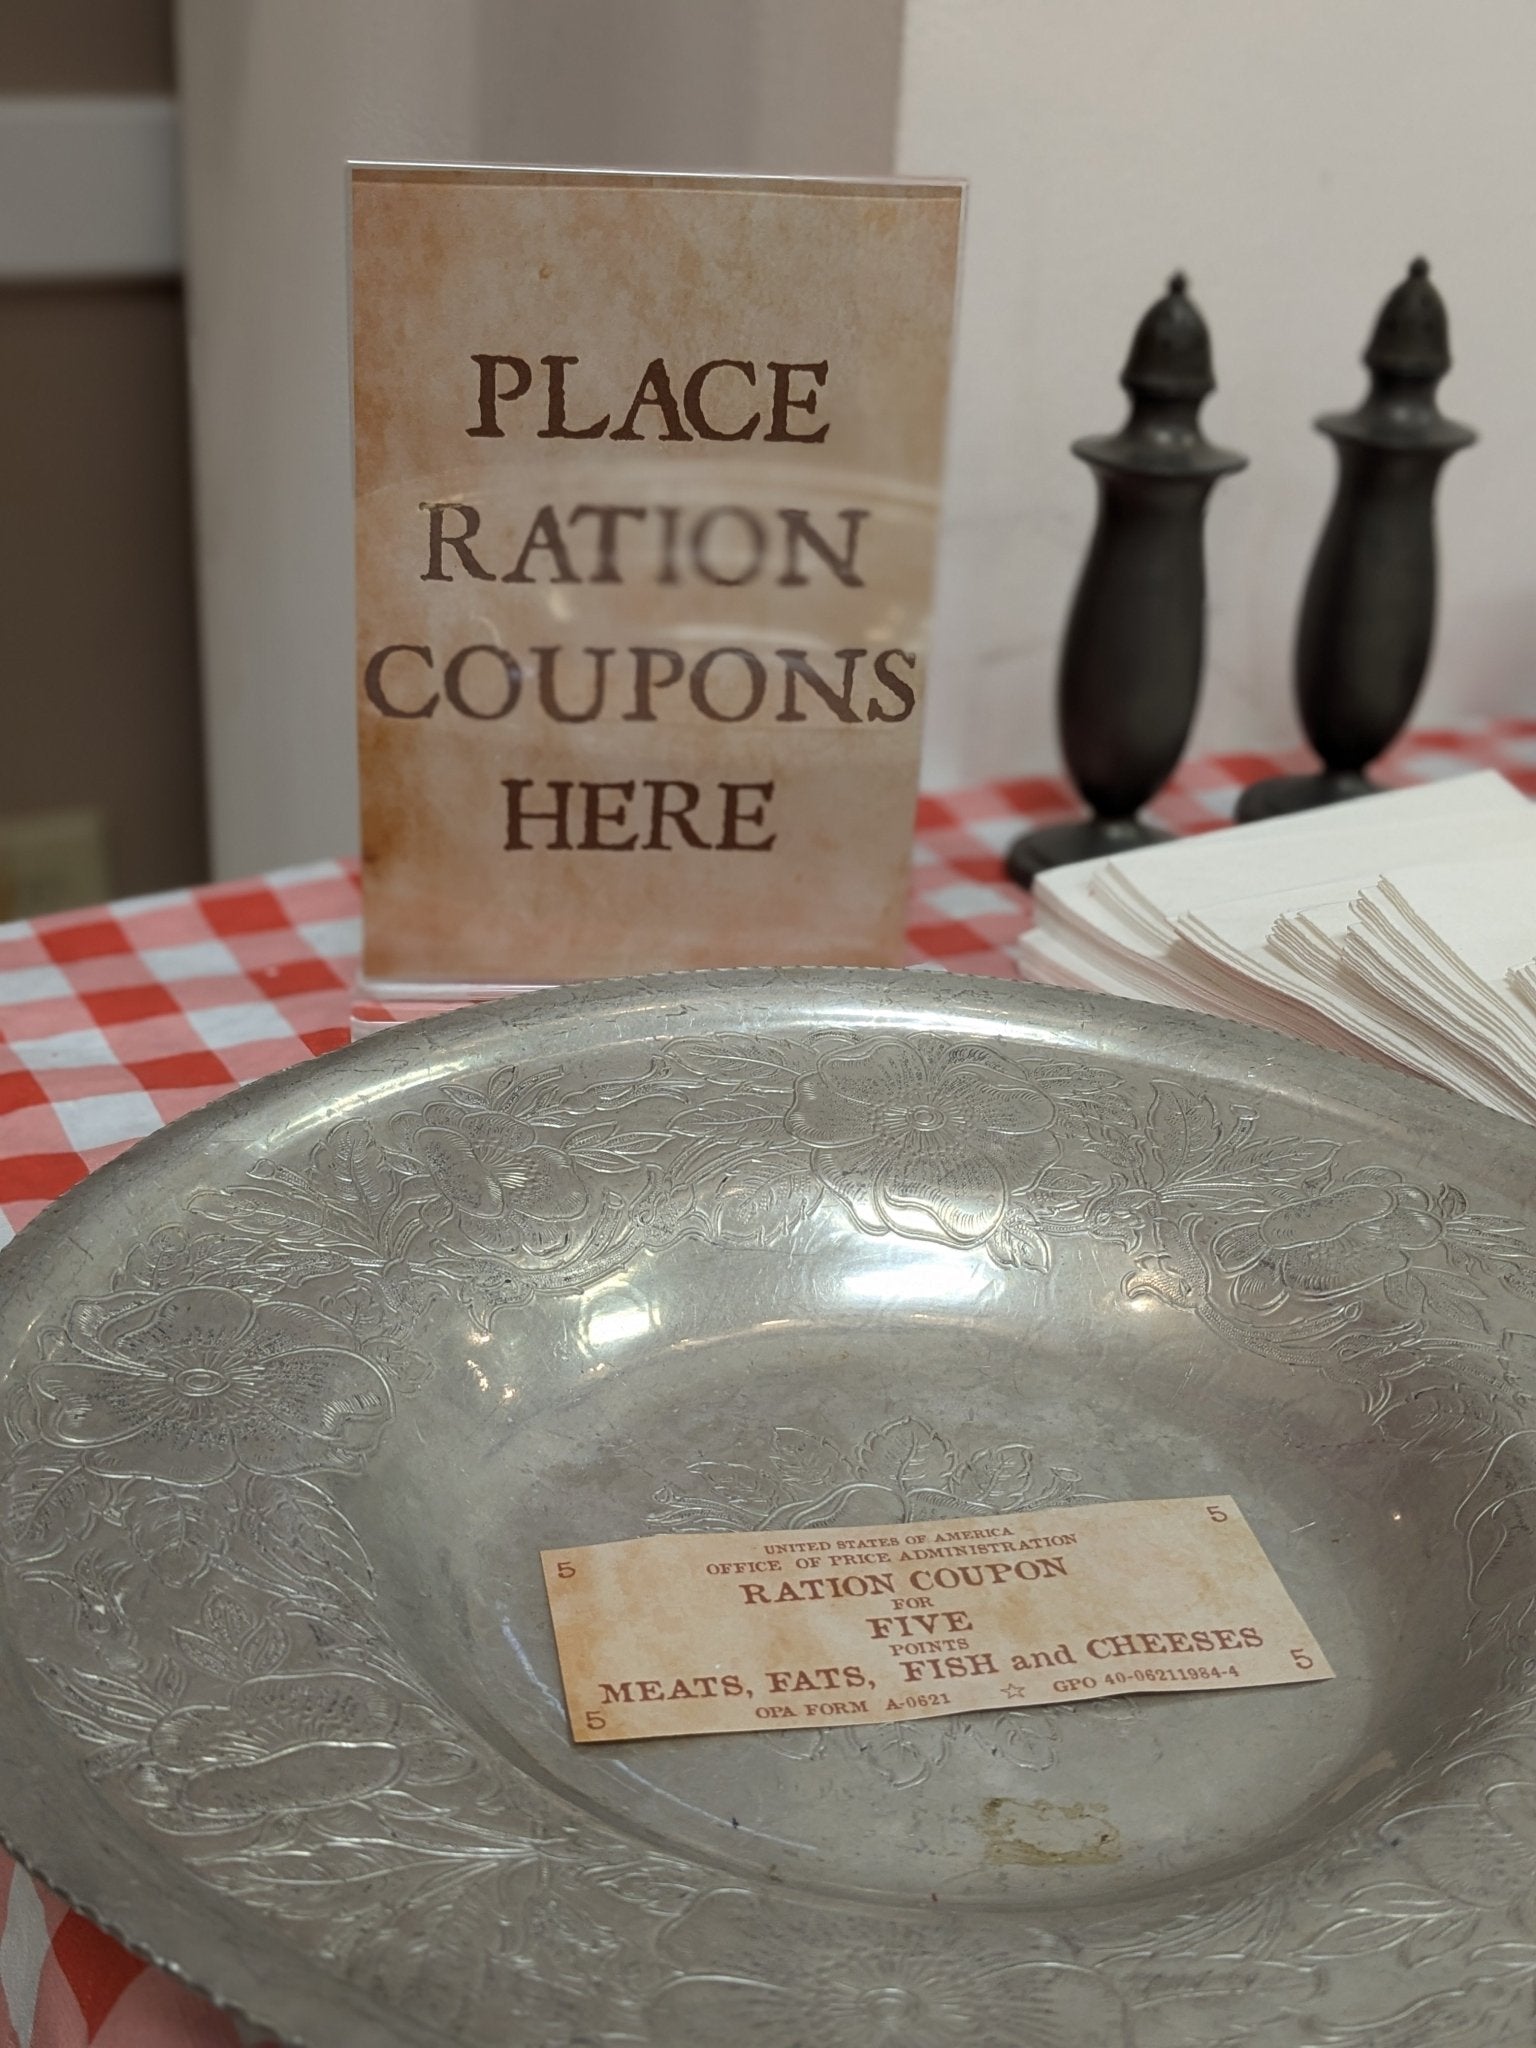 PLACE
RATION
COUPONS
HERE
5 5
UNITED STATES OF AMERICA
OFFICE OF PRICE ADMINISTRATION
RATION COUPON
FOR
FIVE
POINTS
MEATS, FATS, FISH and CHEESES
5 OPA FORM A-0621 ☆ GPO 40-06211984-4 5